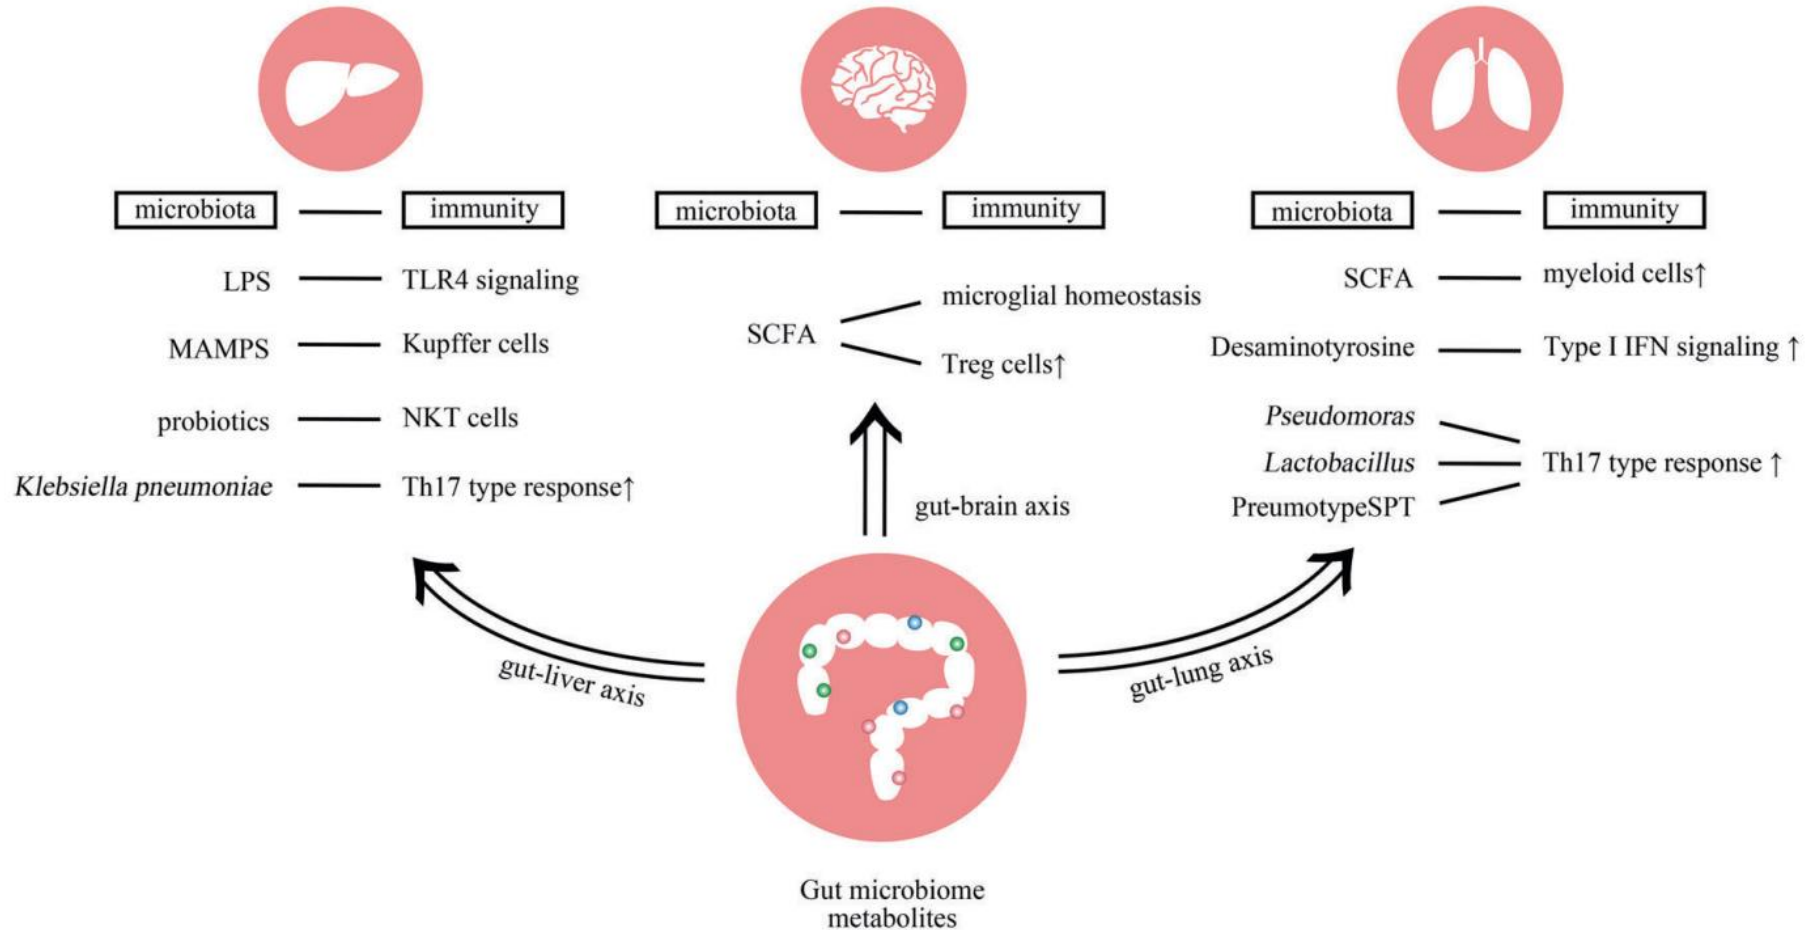 microbiota immunity
LPS TLR4 signaling
MAMPS Kupffer cells
probiotics NKT cells
Klebsiella pneumoniae Th17 type response↑
gut-liver axis
microbiota immunity
SCFA
microglial homeostasis
Treg cells↑
gut-brain axis
microbiota immunity
SCFA myeloid cells↑
Desaminotyrosine Type I IFN signaling ↑
Pseudomoras
Lactobacillus Th17 type response ↑
PreumotypeSPT
gut-lung axis
Gut microbiome
metabolites